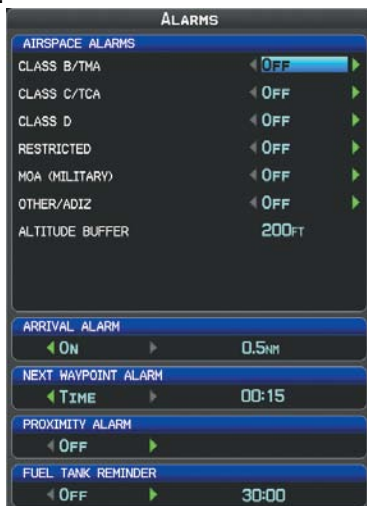 ALARMS
AIRSPACE ALARMS
CLASS B/TMA OFF
CLASS C/TCA OFF
CLASS D OFF
RESTRICTED OFF
MOA (MILITARY) OFF
OTHER/ADIZ OFF
ALTITUDE BUFFER 200FT
ARRIVAL ALARM
ON 0.5NM
NEXT WAYPOINT ALARM
TIME 00:15
PROXIMITY ALARM
OFF
FUEL TANK REMINDER
OFF 30:00